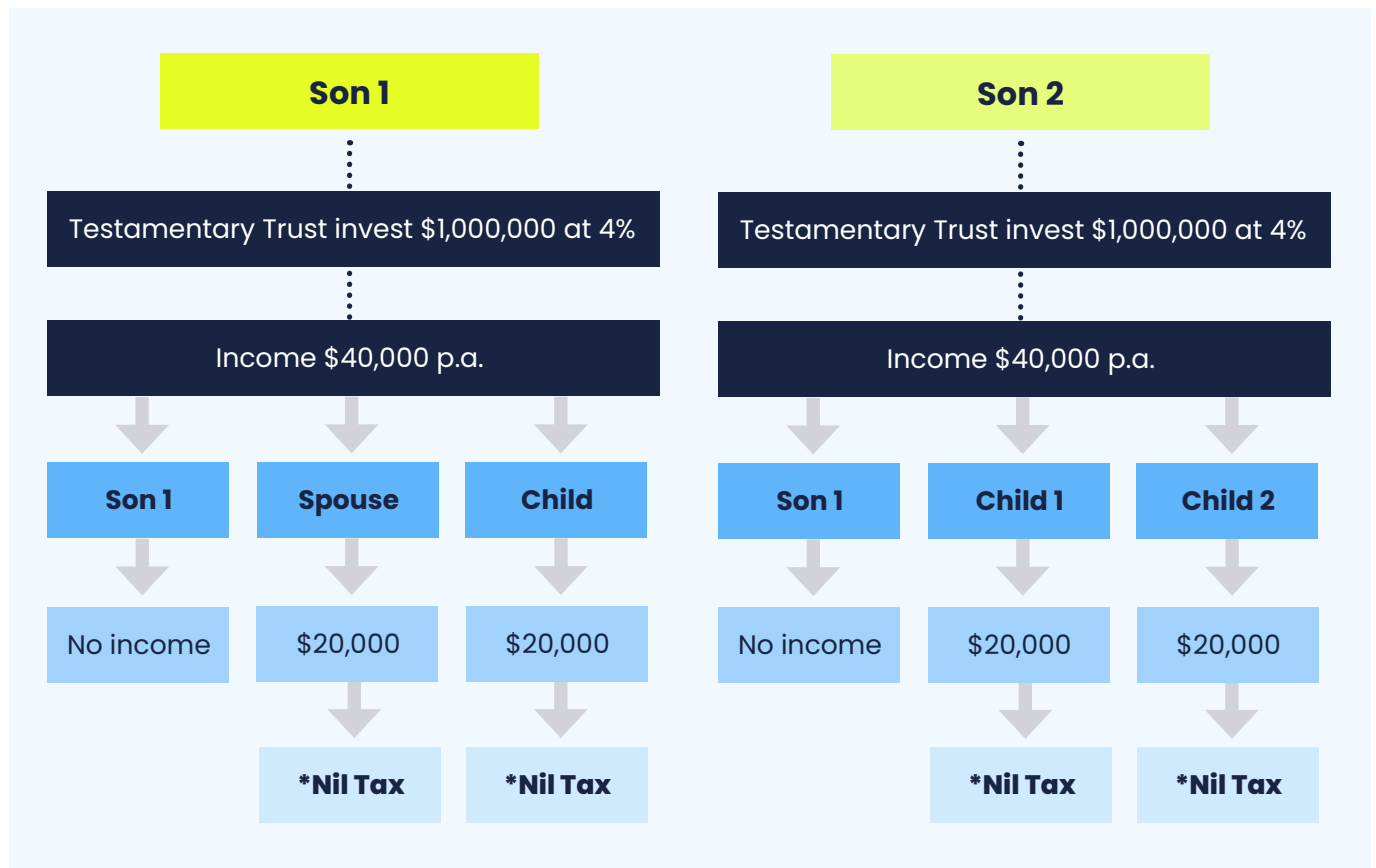 Son 1
Testamentary Trust invest $1,000,000 at 4%
Income $40,000 p.a.
Son 1
Spouse
Child
No income
$20,000
$20,000
*Nil Tax
*Nil Tax
Son 2
Testamentary Trust invest $1,000,000 at 4%
Income $40,000 p.a.
Son 1
Child 1
Child 2
No income
$20,000
$20,000
*Nil Tax
*Nil Tax